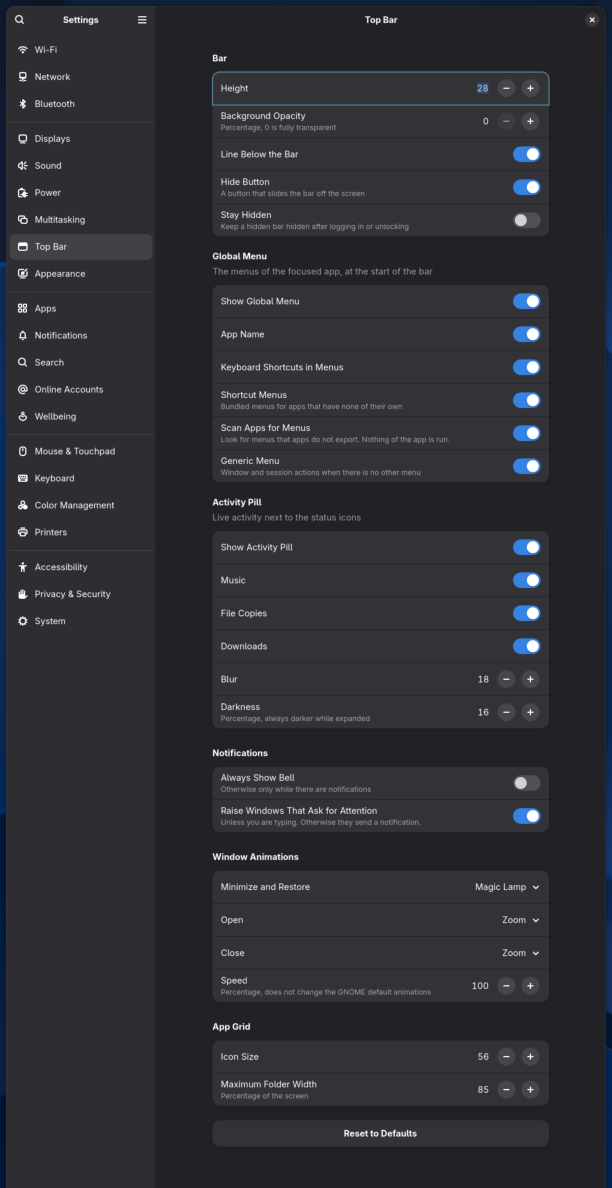 Settings
Top Bar
Wi-Fi
Network
Bluetooth
Displays
Sound
Power
Multitasking
Top Bar
Appearance
Apps
Notifications
Search
Online Accounts
Wellbeing
Mouse & Touchpad
Keyboard
Color Management
Printers
Accessibility
Privacy & Security
System
Bar
Height 28
Background Opacity 0
Percentage, 0 is fully transparent
Line Below the Bar
Hide Button
A button that slides the bar off the screen
Stay Hidden
Keep a hidden bar hidden after logging in or unlocking
Global Menu
The menus of the focused app, at the start of the bar
Show Global Menu
App Name
Keyboard Shortcuts in Menus
Shortcut Menus
Bundled menus for apps that have none of their own
Scan Apps for Menus
Look for menus that apps do not export. Nothing of the app is run.
Generic Menu
Window and session actions when there is no other menu
Activity Pill
Live activity next to the status icons
Show Activity Pill
Music
File Copies
Downloads
Blur 18
Darkness 16
Percentage, always darker while expanded
Notifications
Always Show Bell
Otherwise only while there are notifications
Raise Windows That Ask for Attention
Unless you are typing. Otherwise they send a notification.
Window Animations
Minimize and Restore Magic Lamp
Open Zoom
Close Zoom
Speed 100
Percentage, does not change the GNOME default animations
App Grid
Icon Size 56
Maximum Folder Width 85
Percentage of the screen
Reset to Defaults